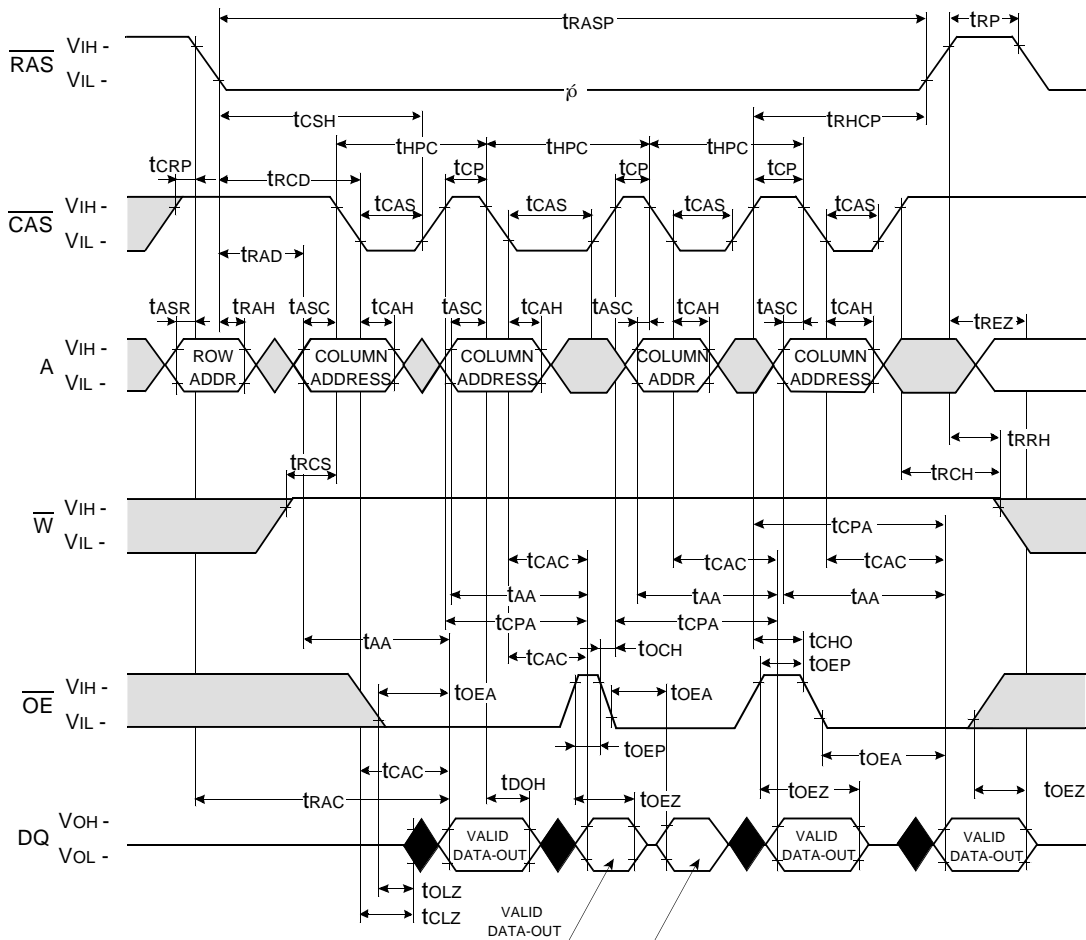 tRASP
tRP
RAS
VIH -
VIL -
tCSH
tRHCP
tHPC
tHPC
tHPC
tCRP
tRCD
tCP
tCP
tCP
CAS
VIH -
VIL -
tCAS
tCAS
tCAS
tCAS
tRAD
tASR
tRAH
tASC
tCAH
tASC
tCAH
tASC
tCAH
tASC
tCAH
tREZ
A
VIH -
VIL -
ROW
ADDR
COLUMN
ADDRESS
COLUMN
ADDRESS
COLUMN
ADDR
COLUMN
ADDRESS
tRRH
tRCS
tRCH
W
VIH -
VIL -
tCPA
tCAC
tCAC
tCAC
tAA
tAA
tAA
tCPA
tCPA
tAA
tCAC
tOCH
tCHO
tOEP
OE
VIH -
VIL -
tOEA
tOEA
tOEP
tOEA
tCAC
tDOH
tRAC
tOEZ
tOEZ
tOEZ
DQ
VOH -
VOL -
VALID
DATA-OUT
VALID
DATA-OUT
VALID
DATA-OUT
tOLZ
tCLZ
VALID
DATA-OUT